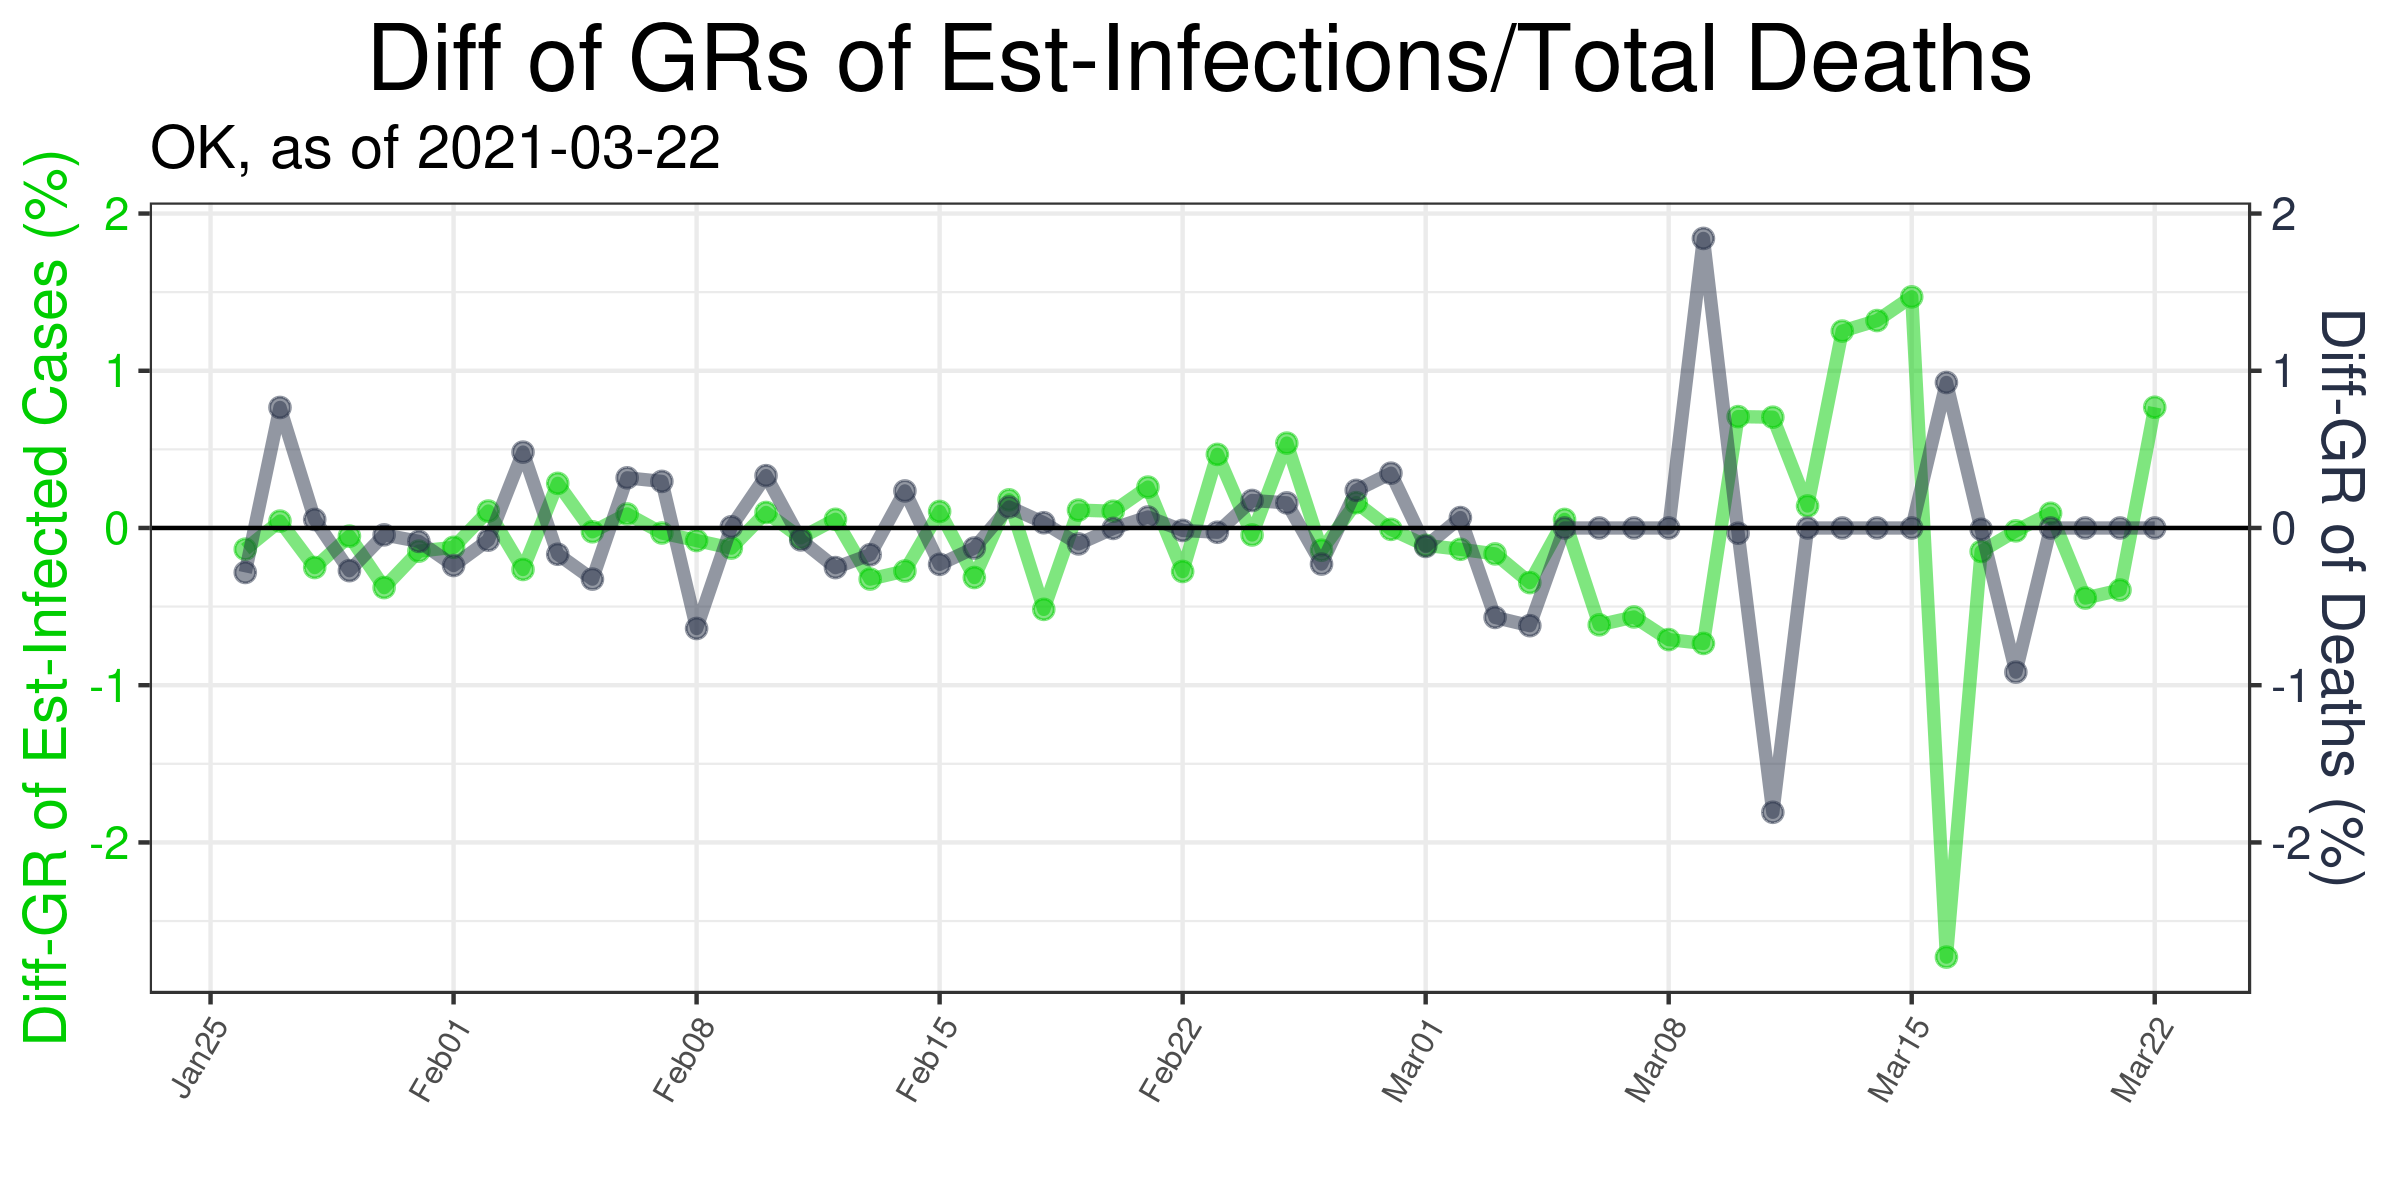 Diff of GRs of Est-Infections/Total Deaths
OK, as of 2021-03-22
Diff-GR of Est-Infected Cases (%)
2
1
0
-1
-2
2
1
0
-1
-2
Diff-GR of Deaths (%)
Jan25
Feb01
Feb08
Feb15
Feb22
Mar01
Mar08
Mar15
Mar22